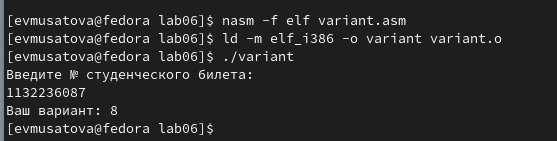 [evmusatova@fedora lab06]$ nasm -f elf variant.asm
[evmusatova@fedora lab06]$ ld -m elf_i386 -o variant variant.o
[evmusatova@fedora lab06]$ ./variant
Введите № студенческого билета:
1132236087
Ваш вариант: 8
[evmusatova@fedora lab06]$